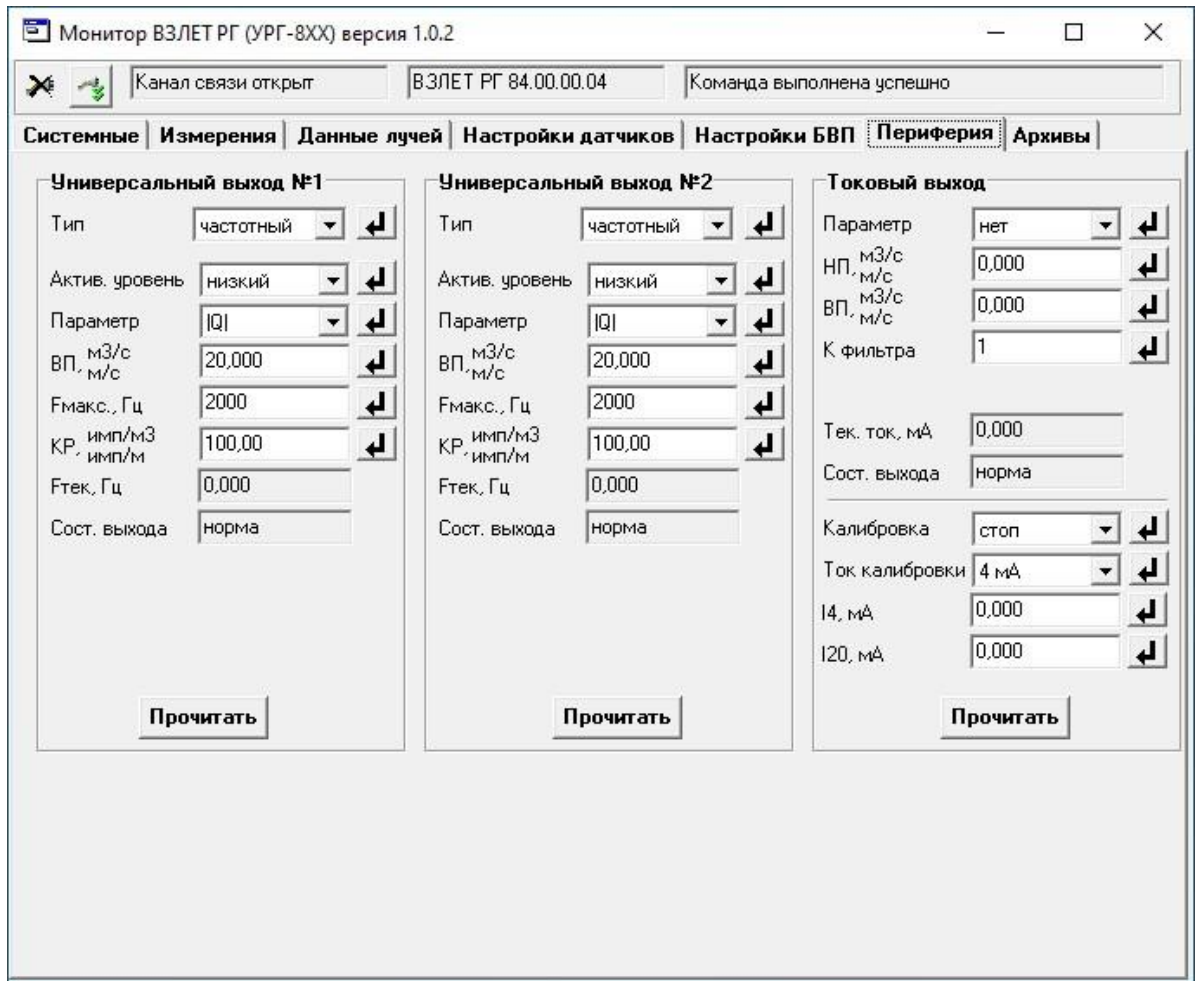 Монитор ВЗЛЕТ РГ (УРГ-8ХХ) версия 1.0.2
Канал связи открыт
ВЗЛЕТ РГ 84.00.00.04
Команда выполнена успешно
Системные
Измерения
Данные лучей
Настройки датчиков
Настройки БВП
Периферия
Архивы
Универсальный выход №1
Тип частотный
Актив. уровень низкий
Параметр |Q|
ВП, м3/с м/с 20,000
Fмакс., Гц 2000
КР, имп/м3 имп/м 100,00
Fтек, Гц 0,000
Сост. выхода норма
Прочитать
Универсальный выход №2
Тип частотный
Актив. уровень низкий
Параметр |Q|
ВП, м3/с м/с 20,000
Fмакс., Гц 2000
КР, имп/м3 имп/м 100,00
Fтек, Гц 0,000
Сост. выхода норма
Прочитать
Токовый выход
Параметр нет
НП, м3/с м/с 0,000
ВП, м3/с м/с 0,000
К фильтра 1
Тек. ток, мА 0,000
Сост. выхода норма
Калибровка стоп
Ток калибровки 4 мА
I4, мА 0,000
I20, мА 0,000
Прочитать